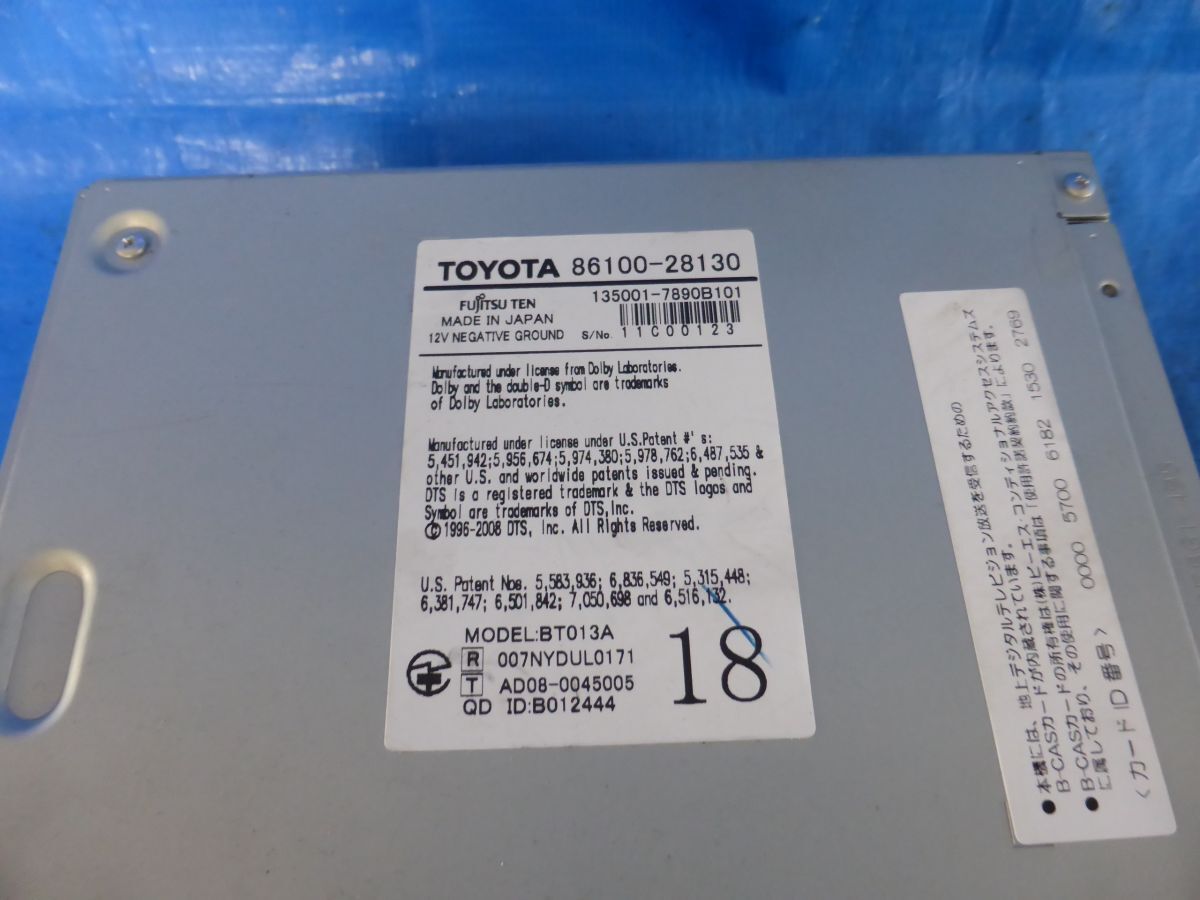 TOYOTA 86100-28130
FUJITSU TEN
135001-7890B101
MADE IN JAPAN
12V NEGATIVE GROUND
S/No. 11C00123
Manufactured under license from Dolby Laboratories.
Dolby and the double-D symbol are trademarks
of Dolby Laboratories.
Manufactured under license under U.S.Patent #'s:
5,451,942;5,956,674;5,974,380;5,978,762;6,487,535 &
other U.S. and worldwide patents issued & pending.
DTS is a registered trademark & the DTS logos and
Symbol are trademarks of DTS,Inc.
©1996-2008 DTS, Inc. All Rights Reserved.
U.S. Patent Nos. 5,583,936; 6,836,549; 5,315,448;
6,381,747; 6,501,842; 7,050,698 and 6,516,132.
MODEL:BT013A
R 007NYDUL0171
T AD08-0045005
QD ID:B012444
18
●本機には、地上デジタルテレビジョン放送を受信するための
B-CASカードが内蔵されています。
●B-CASカードの所有権は(株)ビーエス・コンディショナルアクセスシステムズ
に属しており、その使用に関する事項は「使用許諾契約約款」によります。
<カードID番号> 0000 5700 6182 1530 2769